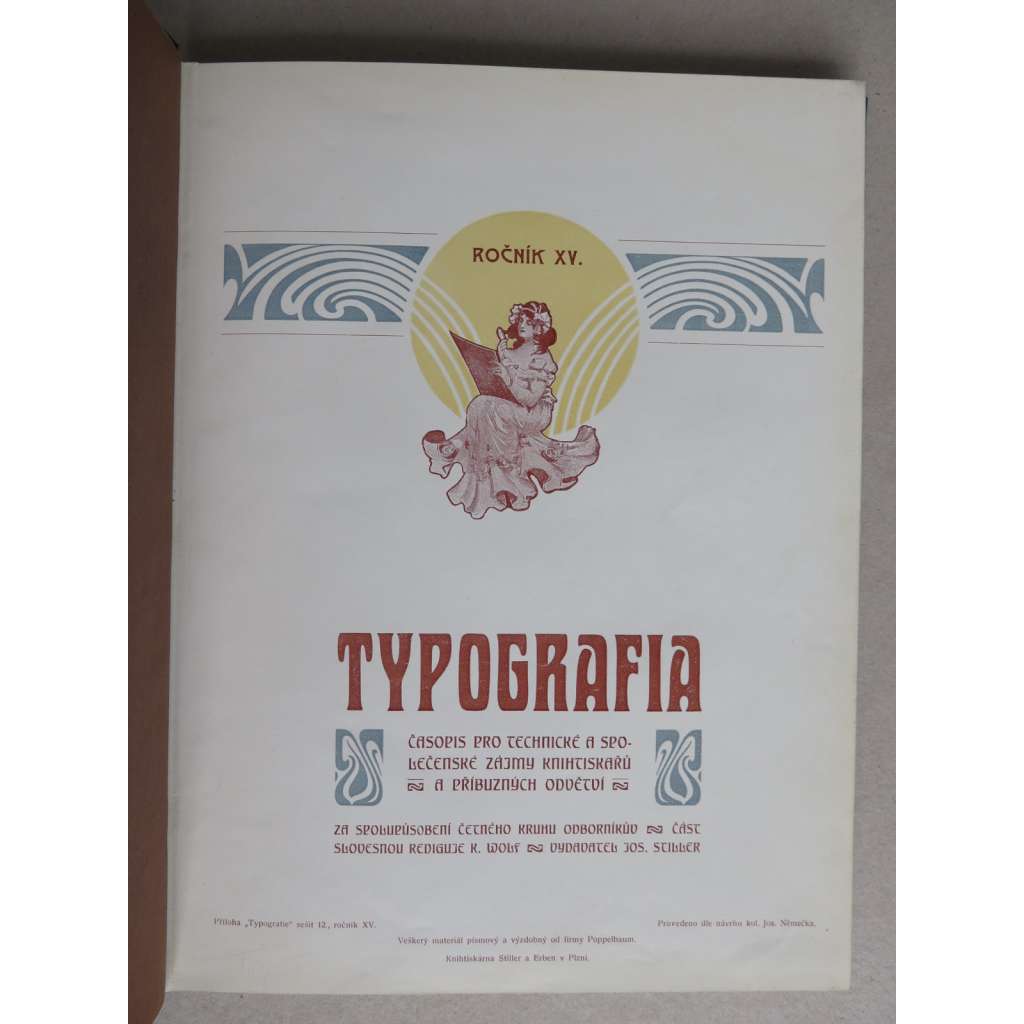 ROČNÍK XV.
TYPOGRAFIA
ČASOPIS PRO TECHNICKÉ A SPO-
LEČENSKÉ ZÁJMY KNIHTISKAŘŮ
A PŘÍBUZNÝCH ODVĚTVÍ
ZA SPOLUPŮSOBENÍ ČETNÉHO KRUHU ODBORNÍKŮV ČÁST
SLOVESNOU REDIGUJE K. WOLF VYDAVATEL JOS. STILLER
Příloha „Typografie“ sešit 12., ročník XV.
Provedeno dle návrhu kol. Jos. Němečka.
Veškerý materiál písmový a výzdobný od firmy Poppelbaum.
Knihtiskárna Stiller a Erben v Plzni.